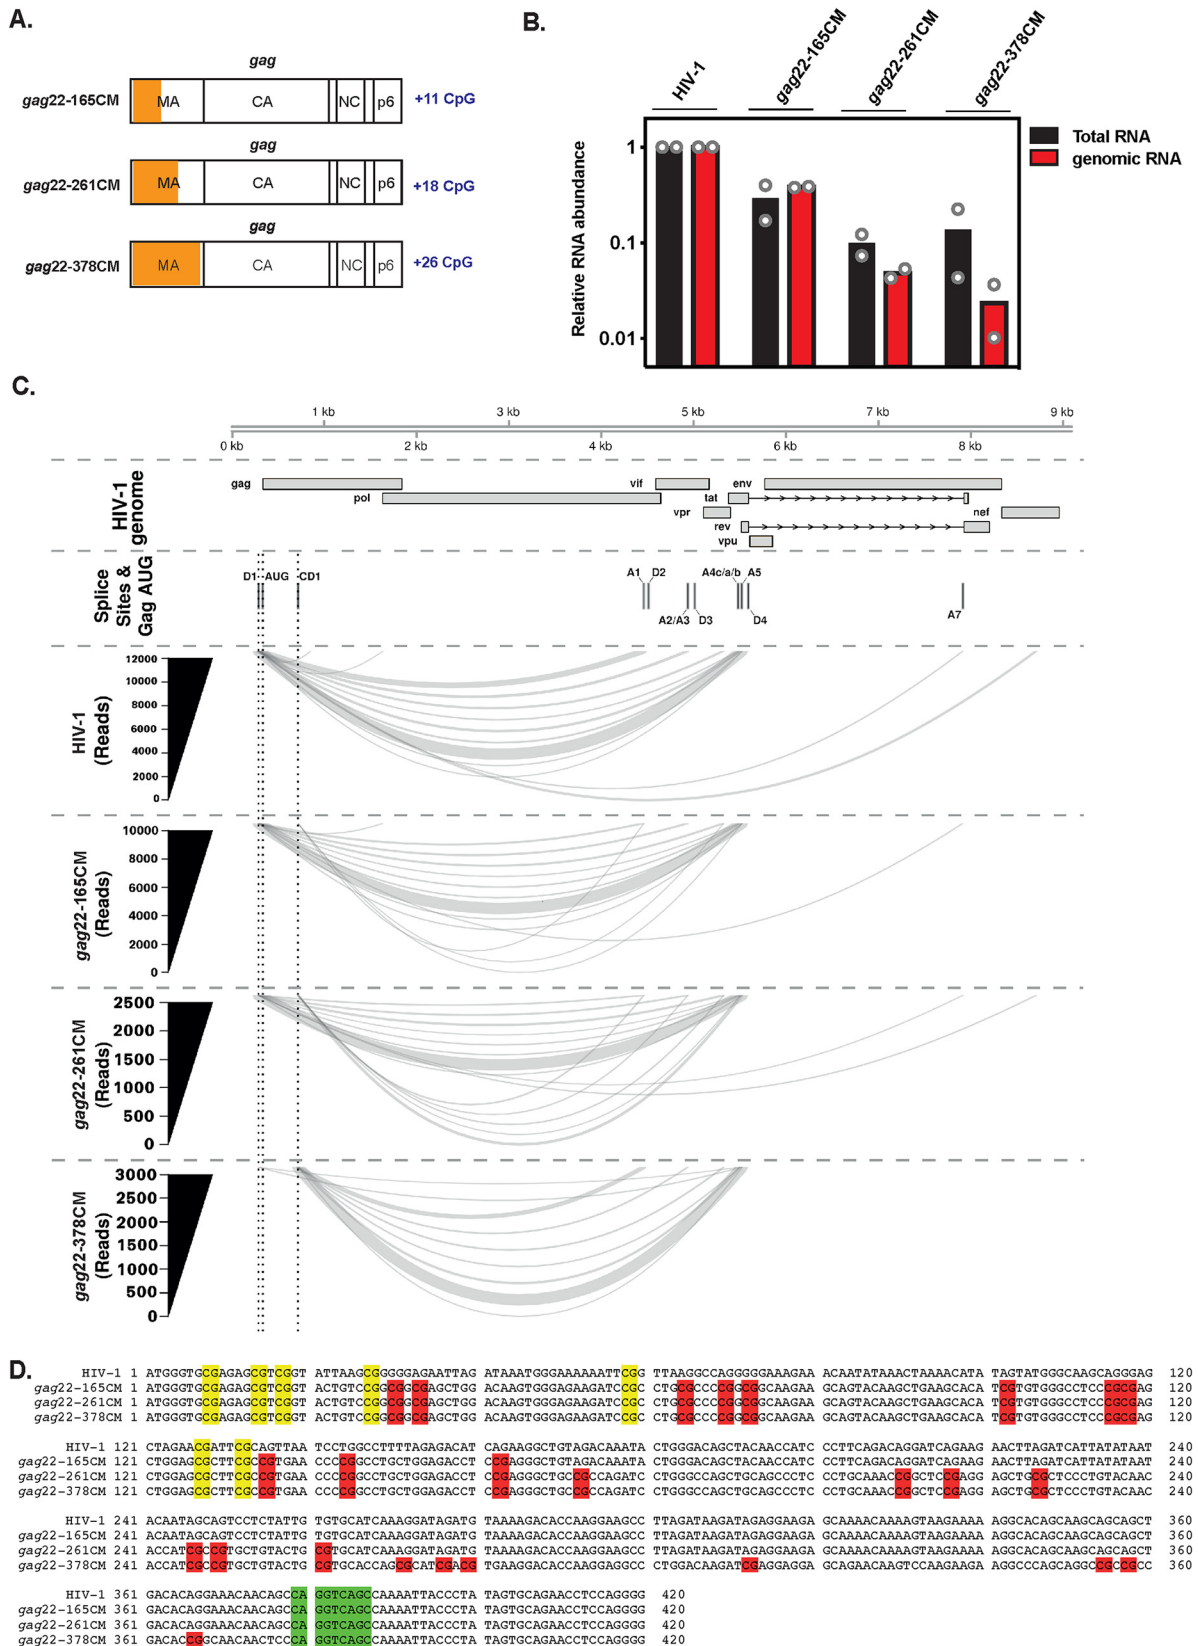 A.
gag
gag22-165CM
MA
CA
NC
p6
+11 CpG
gag
gag22-261CM
MA
CA
NC
p6
+18 CpG
gag
gag22-378CM
MA
CA
NC
p6
+26 CpG
B.
HIV-1
gag22-165CM
gag22-261CM
gag22-378CM
Relative RNA abundance
1
0.1
0.01
Total RNA
genomic RNA
C.
1 kb 3 kb 5 kb 7 kb 9 kb
0 kb 2 kb 4 kb 6 kb 8 kb
HIV-1
genome
gag
pol
vif
vpr
tat
rev
vpu
env
nef
Splice
Sites &
Gag AUG
D1 AUG CD1
A1 D2
A2/A3 D3
A4c/a/b A5
D4
A7
HIV-1
(Reads)
12000
10000
8000
6000
4000
2000
0
gag22-165CM
(Reads)
10000
8000
6000
4000
2000
0
gag22-261CM
(Reads)
2500
2000
1500
1000
500
0
gag22-378CM
(Reads)
3000
2500
2000
1500
1000
500
0
D.
HIV-1 1 ATGGGTGCGAGAGCGTCGGT ATTAAGCGGGGGAGAATTAG ATAAATGGGAAAAAATTCGG TTAAGGCCAGGGGGAAAGAA ACAATATAAACTAAAACATA TAGTATGGGCAAGCAGGGAG 120
gag22-165CM 1 ATGGGTGCGAGAGCGTCGGT ACTGTCCGGCGGCGAGCTGG ACAAGTGGGAGAAGATCCGC CTGCGCCCCGGCGGCAAGAA GCAGTACAAGCTGAAGCACA TCGTGTGGGCCTCCCGCGAG 120
gag22-261CM 1 ATGGGTGCGAGAGCGTCGGT ACTGTCCGGCGGCGAGCTGG ACAAGTGGGAGAAGATCCGC CTGCGCCCCGGCGGCAAGAA GCAGTACAAGCTGAAGCACA TCGTGTGGGCCTCCCGCGAG 120
gag22-378CM 1 ATGGGTGCGAGAGCGTCGGT ACTGTCCGGCGGCGAGCTGG ACAAGTGGGAGAAGATCCGC CTGCGCCCCGGCGGCAAGAA GCAGTACAAGCTGAAGCACA TCGTGTGGGCCTCCCGCGAG 120
HIV-1 121 CTAGAACGATTCGCAGTTAA TCCTGGCCTTTTAGAGACAT CAGAAGGCTGTAGACAAATA CTGGGACAGCTACAACCATC CCTTCAGACAGGATCAGAAG AACTTAGATCATTATATAAT 240
gag22-165CM 121 CTGGAGCGCTTCGCCGTGAA CCCCGGCCTGCTGGAGACCT CCGAGGGCTGTAGACAAATA CTGGGACAGCTACAACCATC CCTTCAGACAGGATCAGAAG AACTTAGATCATTATATAAT 240
gag22-261CM 121 CTGGAGCGCTTCGCCGTGAA CCCCGGCCTGCTGGAGACCT CCGAGGGCTGCCGCCAGATC CTGGGCCAGCTGCAGCCCTC CCTGCAAACCGGCTCCGAGG AGCTGCGCTCCCTGTACAAC 240
gag22-378CM 121 CTGGAGCGCTTCGCCGTGAA CCCCGGCCTGCTGGAGACCT CCGAGGGCTGCCGCCAGATC CTGGGCCAGCTGCAGCCCTC CCTGCAAACCGGCTCCGAGG AGCTGCGCTCCCTGTACAAC 240
HIV-1 241 ACAATAGCAGTCCTCTATTG TGTGCATCAAAGGATAGATG TAAAAGACACCAAGGAAGCC TTAGATAAGATAGAGGAAGA GCAAAACAAAAGTAAGAAAA AGGCACAGCAAGCAGCAGCT 360
gag22-165CM 241 ACAATAGCAGTCCTCTATTG TGTGCATCAAAGGATAGATG TAAAAGACACCAAGGAAGCC TTAGATAAGATAGAGGAAGA GCAAAACAAAAGTAAGAAAA AGGCACAGCAAGCAGCAGCT 360
gag22-261CM 241 ACCATCGCCGTGCTGTACTG CGTGCATCAAAGGATAGATG TAAAAGACACCAAGGAAGCC TTAGATAAGATAGAGGAAGA GCAAAACAAAAGTAAGAAAA AGGCACAGCAAGCAGCAGCT 360
gag22-378CM 241 ACCATCGCCGTGCTGTACTG CGTGCACCAGCGCATCGACG TGAAGGACACCAAGGAGGCC CTGGACAAGATCGAGGAGGA GCAGAACAAGTCCAAGAAGA AGGCCCAGCAGGCCGCCGCC 360
HIV-1 361 GACACAGGAAACAACAGCCA GGTCAGCCAAAATTACCCTA TAGTGCAGAACCTCCAGGGG 420
gag22-165CM 361 GACACAGGAAACAACAGCCA GGTCAGCCAAAATTACCCTA TAGTGCAGAACCTCCAGGGG 420
gag22-261CM 361 GACACAGGAAACAACAGCCA GGTCAGCCAAAATTACCCTA TAGTGCAGAACCTCCAGGGG 420
gag22-378CM 361 GACACCGGCAACAACTCCCA GGTCAGCCAAAATTACCCTA TAGTGCAGAACCTCCAGGGG 420